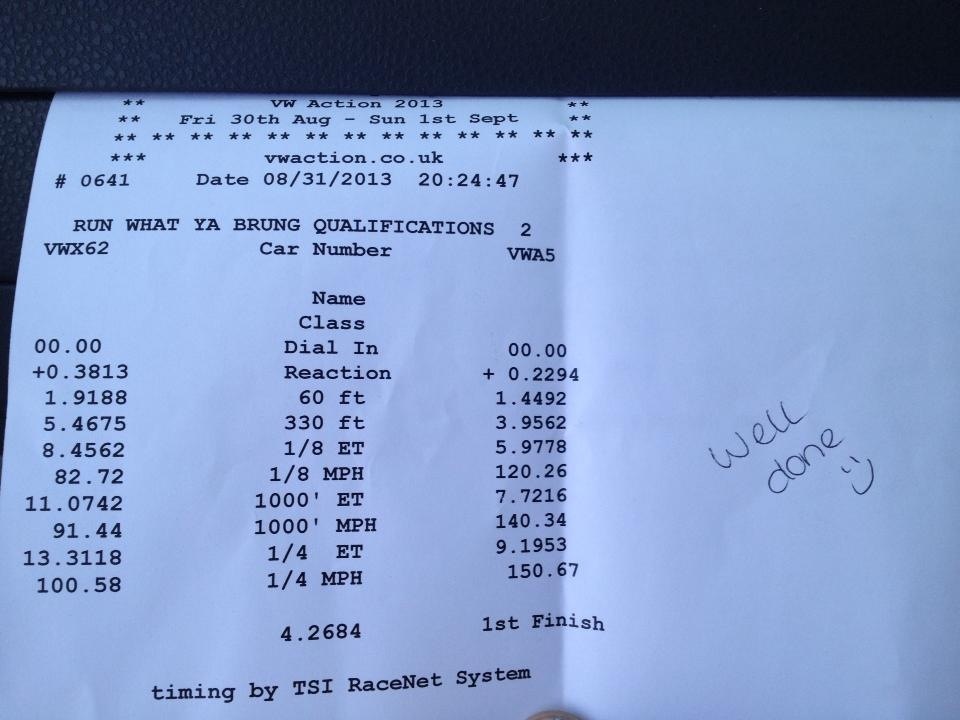 ** VW Action 2013 **
** Fri 30th Aug - Sun 1st Sept **
** ** ** ** ** ** ** ** ** ** ** ** **
*** vwaction.co.uk ***
# 0641 Date 08/31/2013 20:24:47
RUN WHAT YA BRUNG QUALIFICATIONS 2
VWX62 Car Number VWA5
Name
Class
00.00 Dial In 00.00
+0.3813 Reaction + 0.2294
1.9188 60 ft 1.4492
5.4675 330 ft 3.9562
8.4562 1/8 ET 5.9778
82.72 1/8 MPH 120.26
11.0742 1000' ET 7.7216
91.44 1000' MPH 140.34
13.3118 1/4 ET 9.1953
100.58 1/4 MPH 150.67
4.2684 1st Finish
timing by TSI RaceNet System
Well
done :)